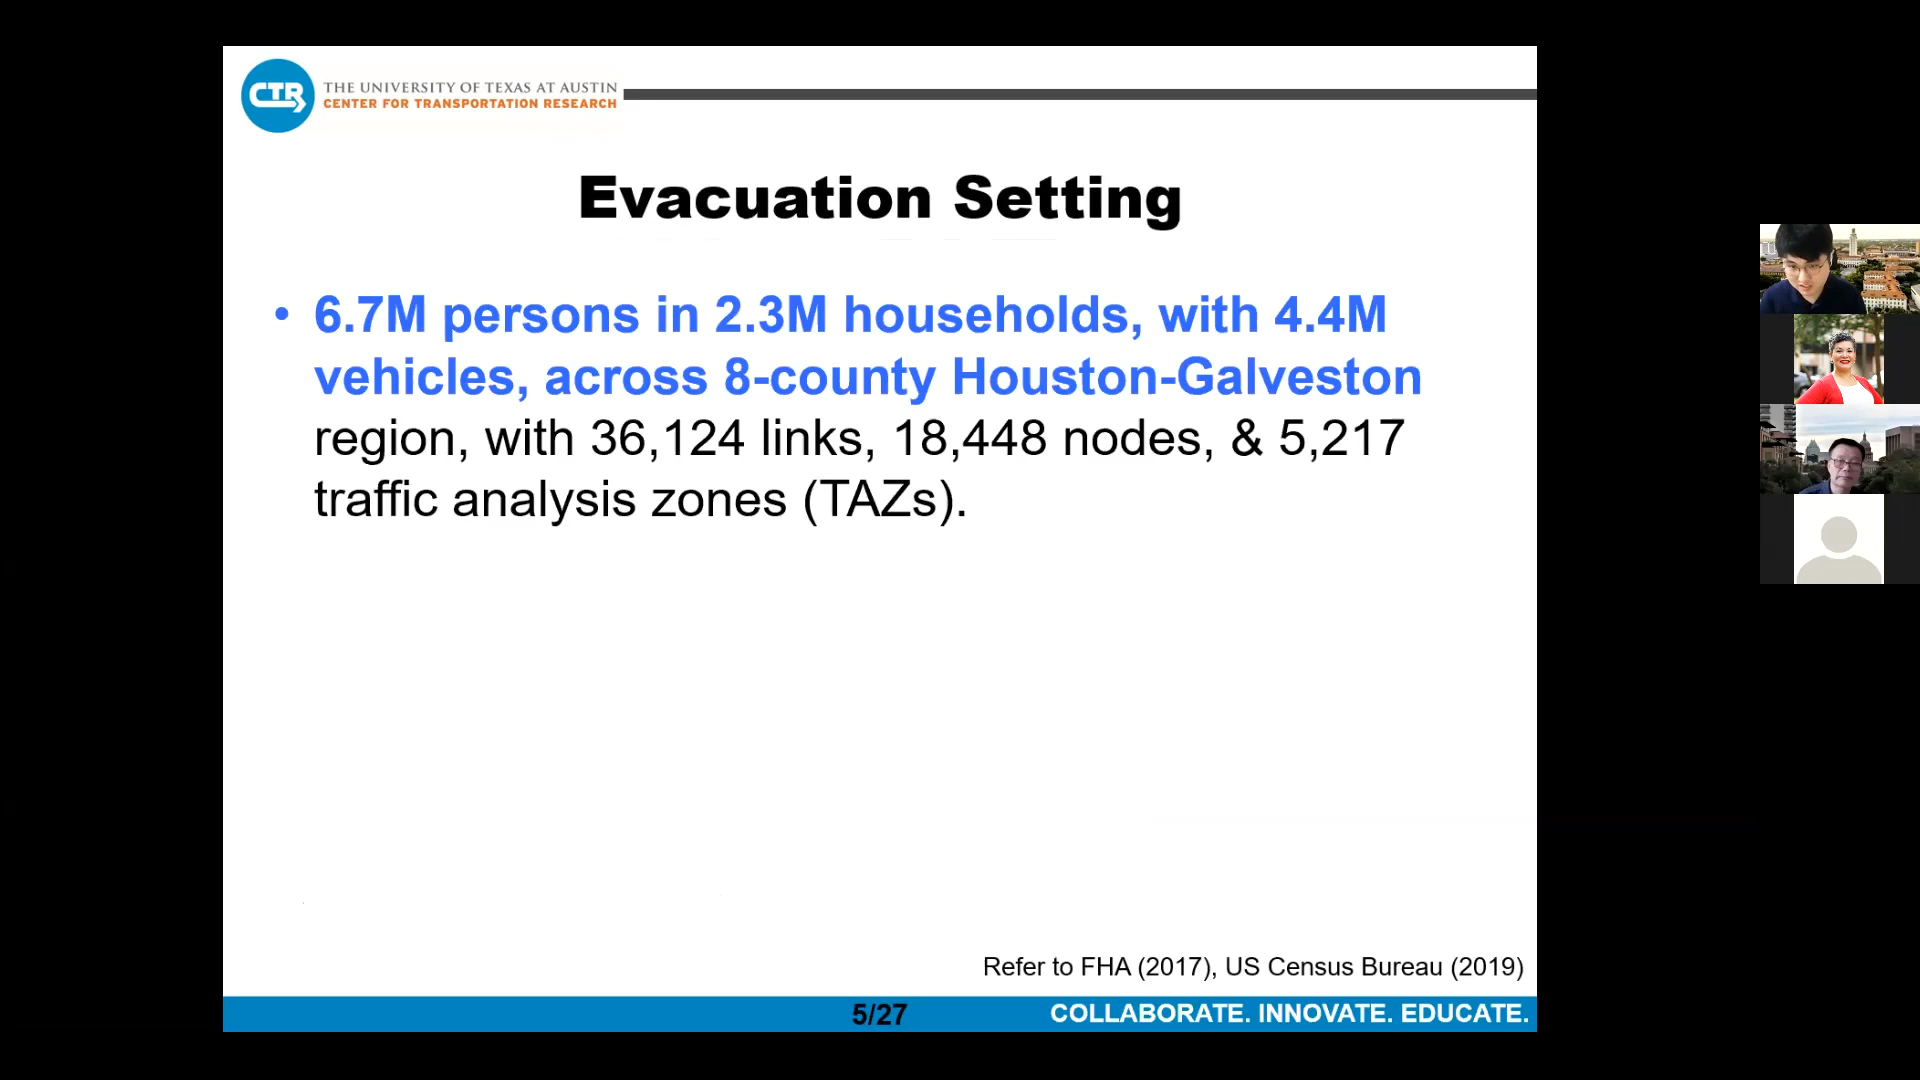 CTR
THE UNIVERSITY OF TEXAS AT AUSTIN
CENTER FOR TRANSPORTATION RESEARCH
Evacuation Setting
• 6.7M persons in 2.3M households, with 4.4M
vehicles, across 8-county Houston-Galveston
region, with 36,124 links, 18,448 nodes, & 5,217
traffic analysis zones (TAZs).
Refer to FHA (2017), US Census Bureau (2019)
5/27
COLLABORATE. INNOVATE. EDUCATE.